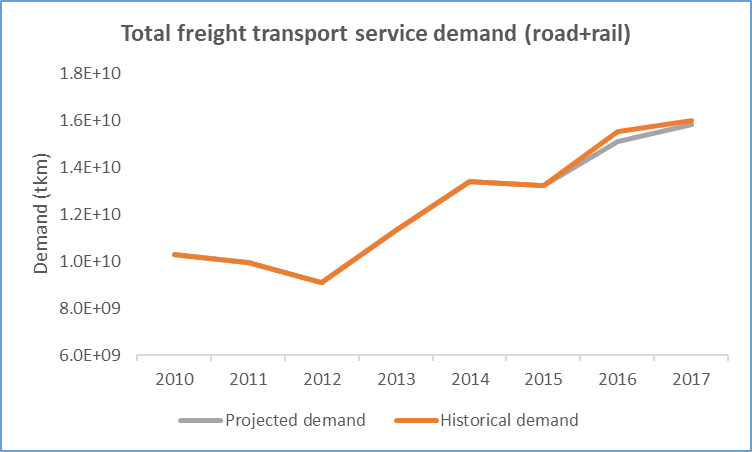 Total freight transport service demand (road+rail)
Demand (tkm)
1.8E+10
1.6E+10
1.4E+10
1.2E+10
1.0E+10
8.0E+09
6.0E+09
2010 2011 2012 2013 2014 2015 2016 2017
Projected demand Historical demand